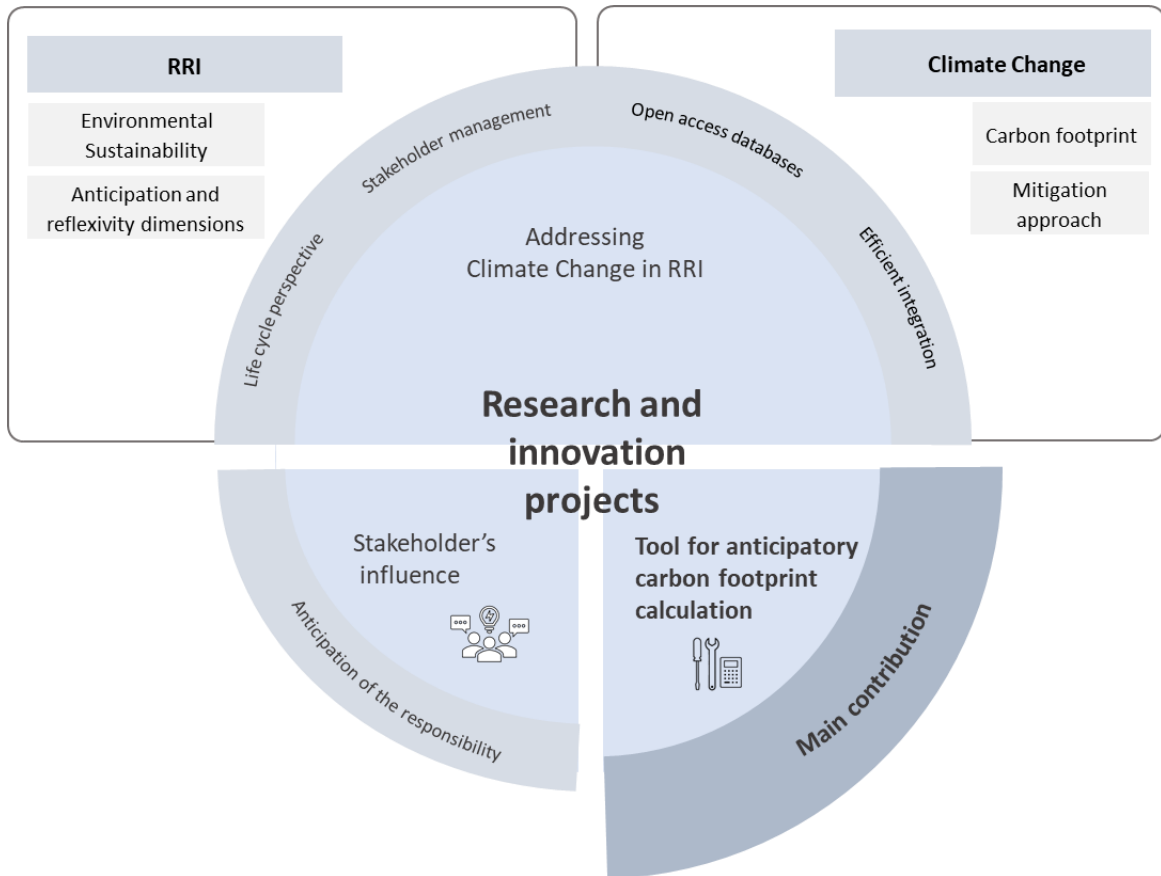 RRI
Environmental
Sustainability
Anticipation and
reflexivity dimensions
Climate Change
Carbon footprint
Mitigation
approach
Life cycle perspective
Stakeholder management
Open access databases
Efficient integration
Addressing
Climate Change in RRI
Research and
innovation
projects
Stakeholder’s
influence
Anticipation of the responsibility
Tool for anticipatory
carbon footprint
calculation
Main contribution